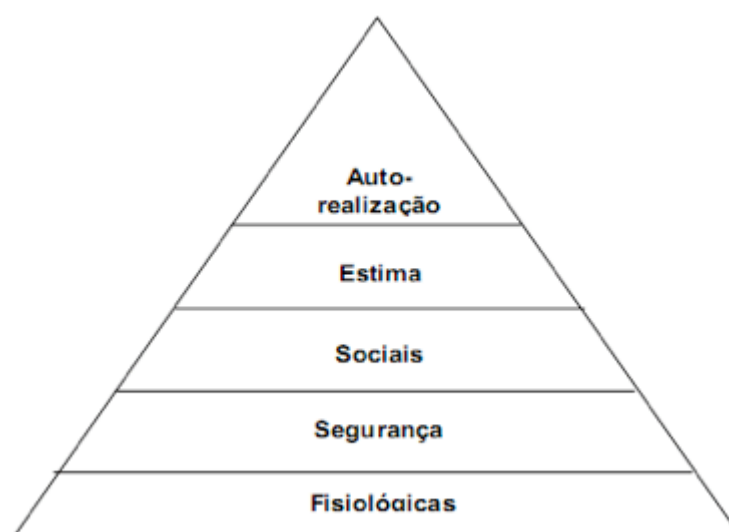 Auto-
realização
Estima
Sociais
Segurança
Fisiológicas